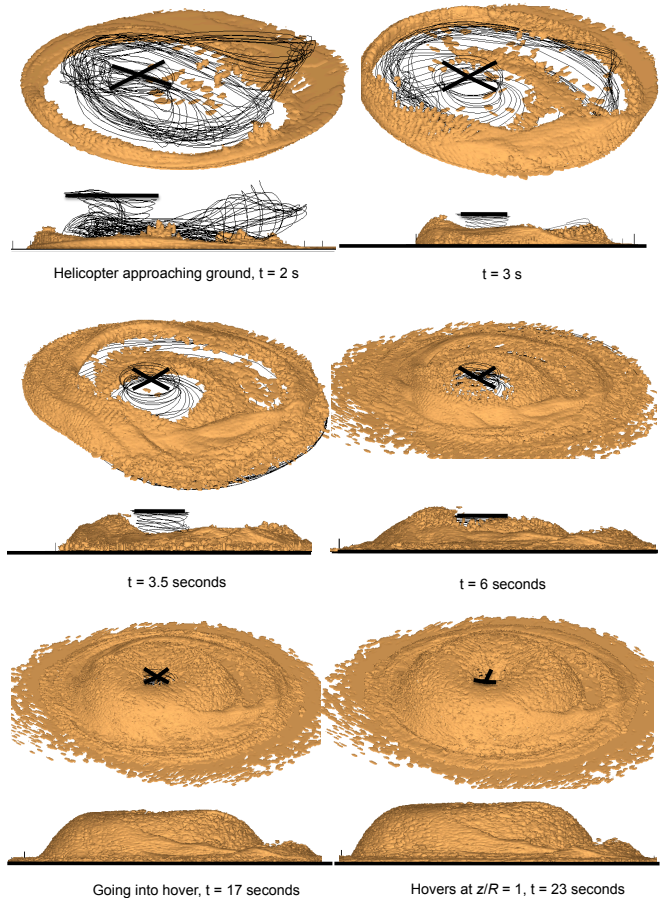 Helicopter approaching ground, t = 2 s
t = 3 s
t = 3.5 seconds
t = 6 seconds
Going into hover, t = 17 seconds
Hovers at z/R = 1, t = 23 seconds